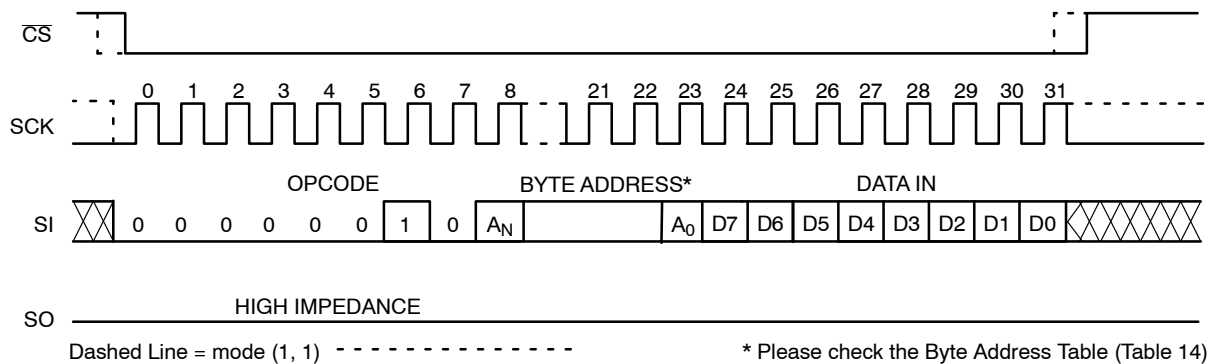 CS
0 1 2 3 4 5 6 7 8 21 22 23 24 25 26 27 28 29 30 31
SCK
OPCODE BYTE ADDRESS* DATA IN
SI 0 0 0 0 0 0 1 0 AN A0 D7 D6 D5 D4 D3 D2 D1 D0
HIGH IMPEDANCE
SO
Dashed Line = mode (1, 1) * Please check the Byte Address Table (Table 14)